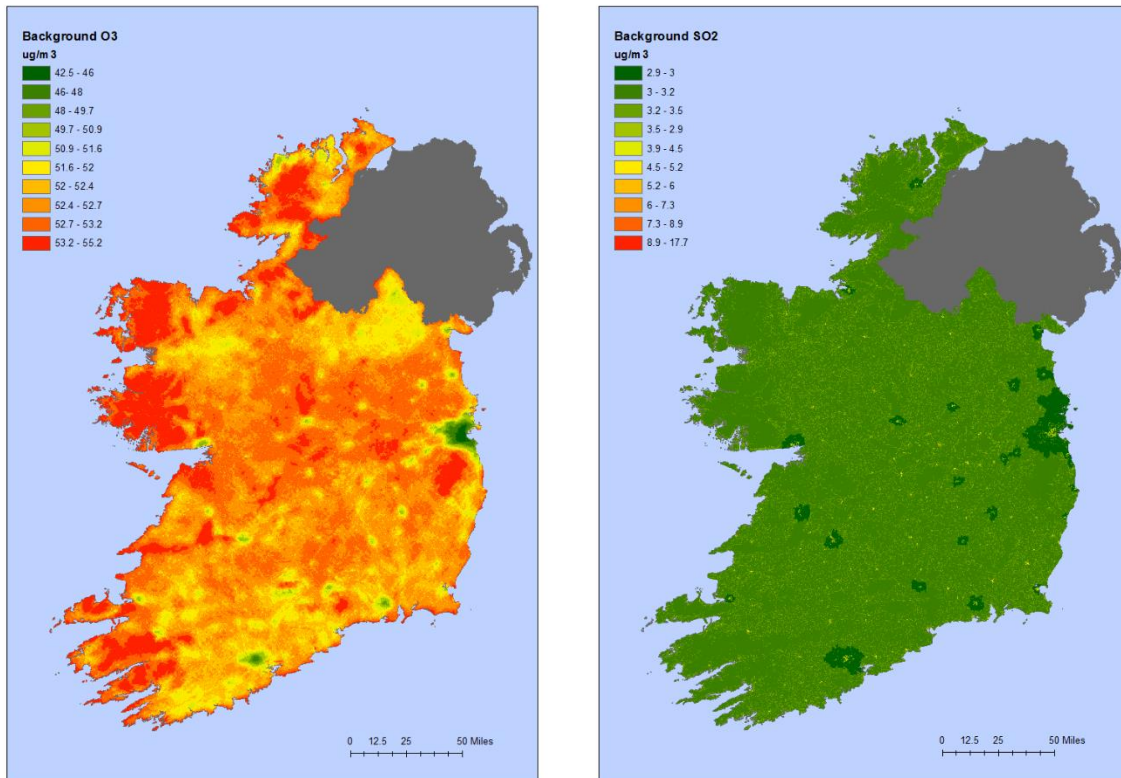 Background O3
ug/m3
42.5 - 46
46- 48
48 - 49.7
49.7 - 50.9
50.9 - 51.6
51.6 - 52
52 - 52.4
52.4 - 52.7
52.7 - 53.2
53.2 - 55.2
0 12.5 25 50 Miles
Background SO2
ug/m3
2.9 - 3
3 - 3.2
3.2 - 3.5
3.5 - 2.9
3.9 - 4.5
4.5 - 5.2
5.2 - 6
6 - 7.3
7.3 - 8.9
8.9 - 17.7
0 12.5 25 50 Miles